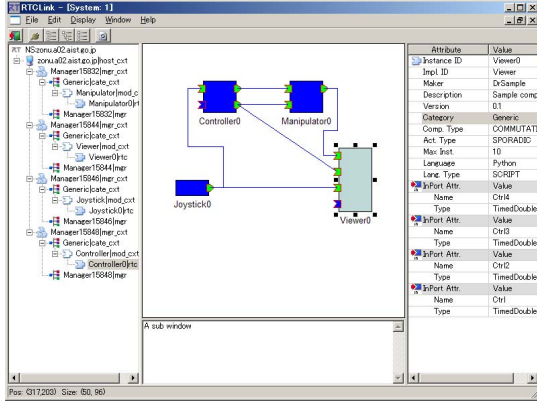 RTCLink - [System: 1]
File Edit Display Window Help
NS:zonu.a02.aist.go.jp
zonu.a02.aist.go.jp|host_cxt
Manager15832|mgr_cxt
Generic|cate_cxt
Manipulator|mod_c
Manipulator0|rt
Manager15832|mgr
Manager15844|mgr_cxt
Generic|cate_cxt
Viewer|mod_cxt
Viewer0|rtc
Manager15844|mgr
Manager15846|mgr_cxt
Generic|cate_cxt
Joystick|mod_cxt
Joystick0|rtc
Manager15846|mgr
Manager15848|mgr_cxt
Generic|cate_cxt
Controller|mod_cxt
Controller0|rtc
Manager15848|mgr
Controller0
Manipulator0
Joystick0
Viewer0
A sub window
Attribute Value
Instance ID Viewer0
Impl. ID Viewer
Maker DrSample
Description Sample comp
Version 0.1
Category Generic
Comp. Type COMMUTATI
Act. Type SPORADIC
Max Inst. 10
Language Python
Lang. Type SCRIPT
InPort Attr. Value
Name Ctrl4
Type TimedDouble
InPort Attr. Value
Name Ctrl3
Type TimedDouble
InPort Attr. Value
Name Ctrl2
Type TimedDouble
InPort Attr. Value
Name Ctrl
Type TimedDouble
Pos: (317,203) Size: (50, 96)